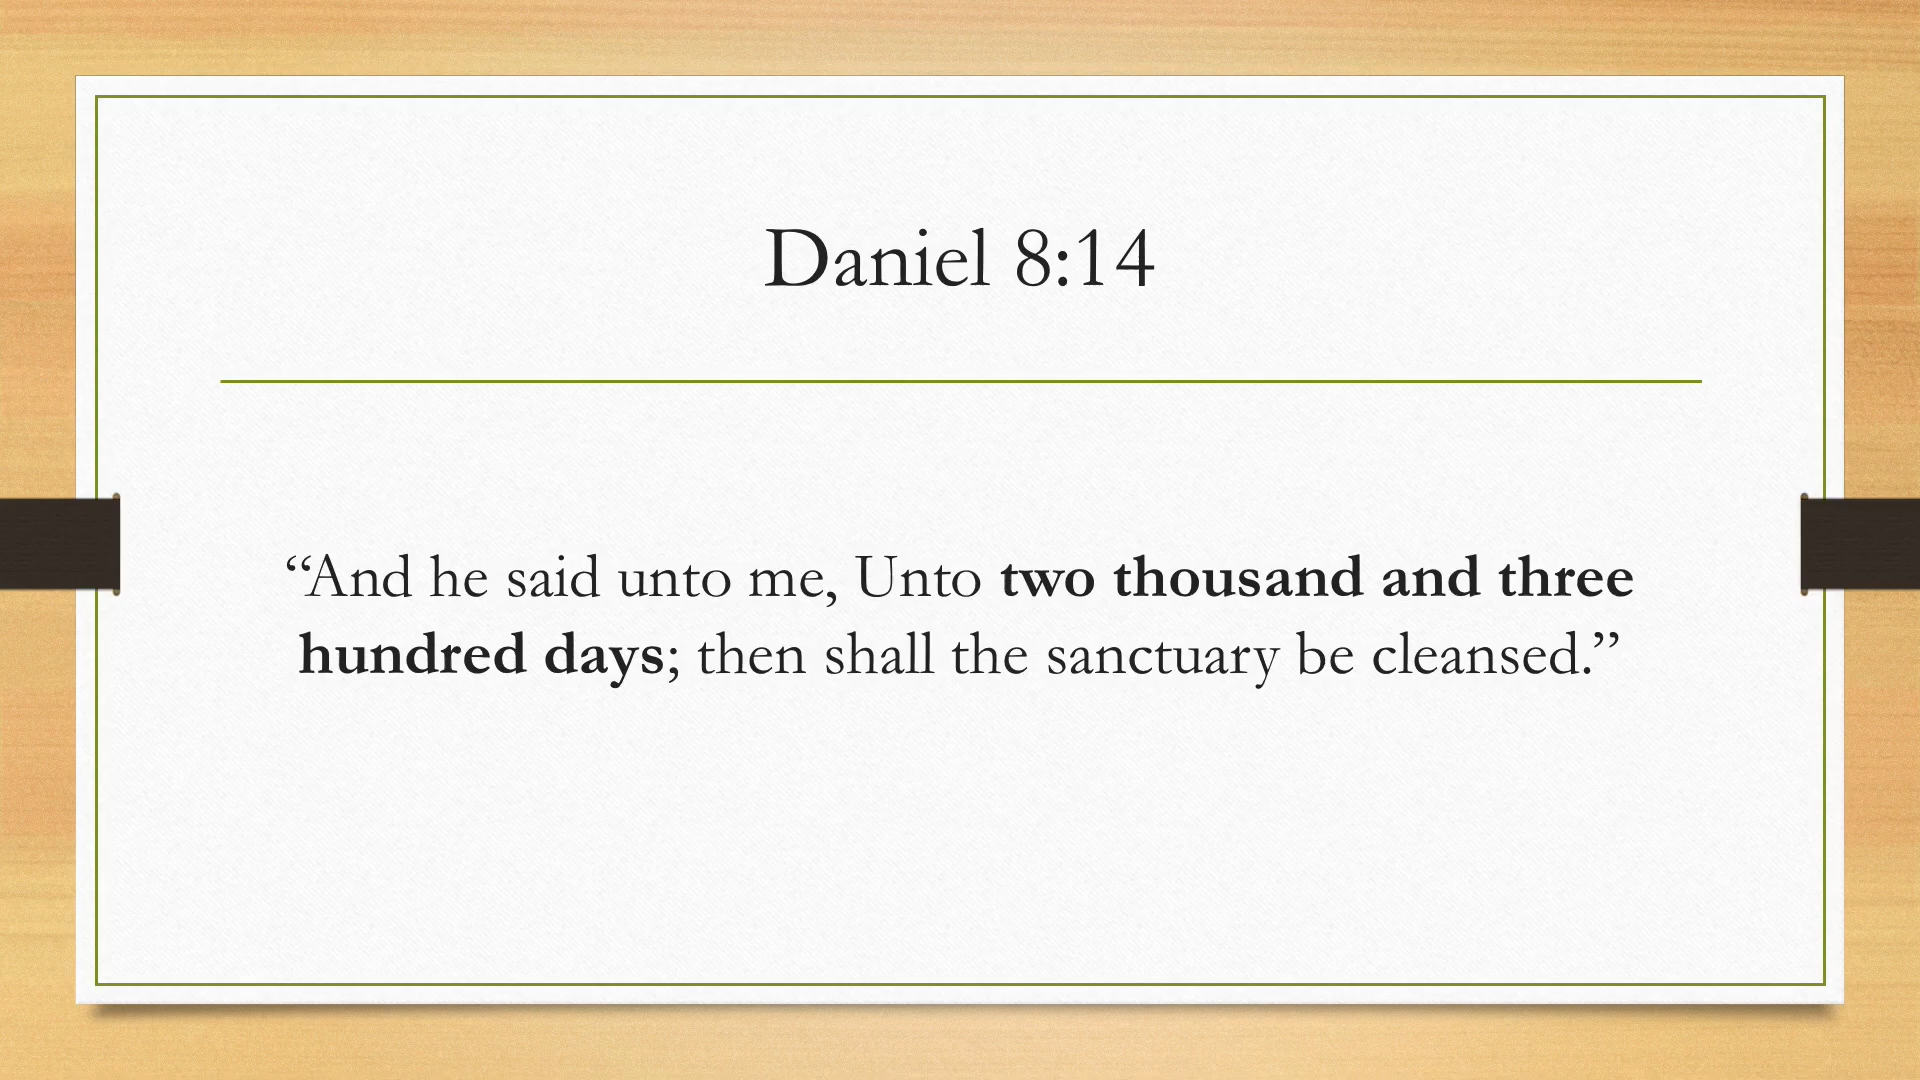 Daniel 8:14
“And he said unto me, Unto two thousand and three
hundred days; then shall the sanctuary be cleansed.”